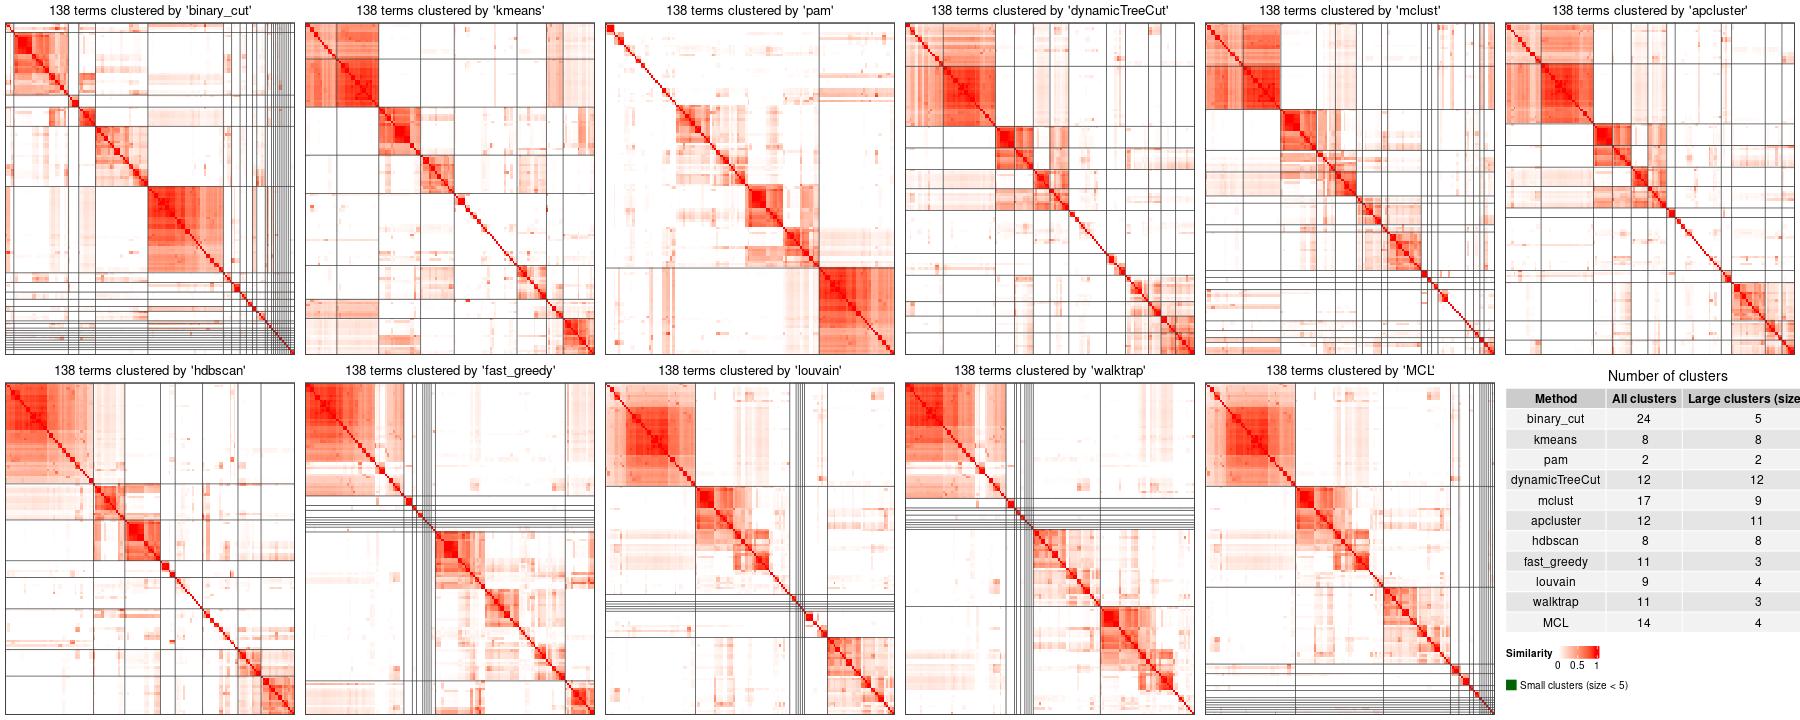 138 terms clustered by 'binary_cut'
138 terms clustered by 'kmeans'
138 terms clustered by 'pam'
138 terms clustered by 'dynamicTreeCut'
138 terms clustered by 'mclust'
138 terms clustered by 'apcluster'
138 terms clustered by 'hdbscan'
138 terms clustered by 'fast_greedy'
138 terms clustered by 'louvain'
138 terms clustered by 'walktrap'
138 terms clustered by 'MCL'
Number of clusters
Method All clusters Large clusters (size
binary_cut 24 5
kmeans 8 8
pam 2 2
dynamicTreeCut 12 12
mclust 17 9
apcluster 12 11
hdbscan 8 8
fast_greedy 11 3
louvain 9 4
walktrap 11 3
MCL 14 4
Similarity
0 0.5 1
Small clusters (size < 5)